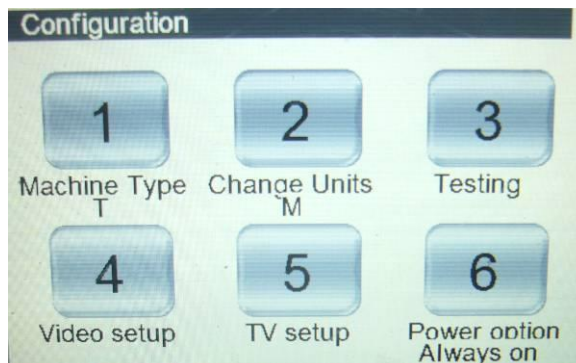 Configuration
1 2 3
Machine Type Change Units Testing
T M
4 5 6
Video setup TV setup Power option
Always on